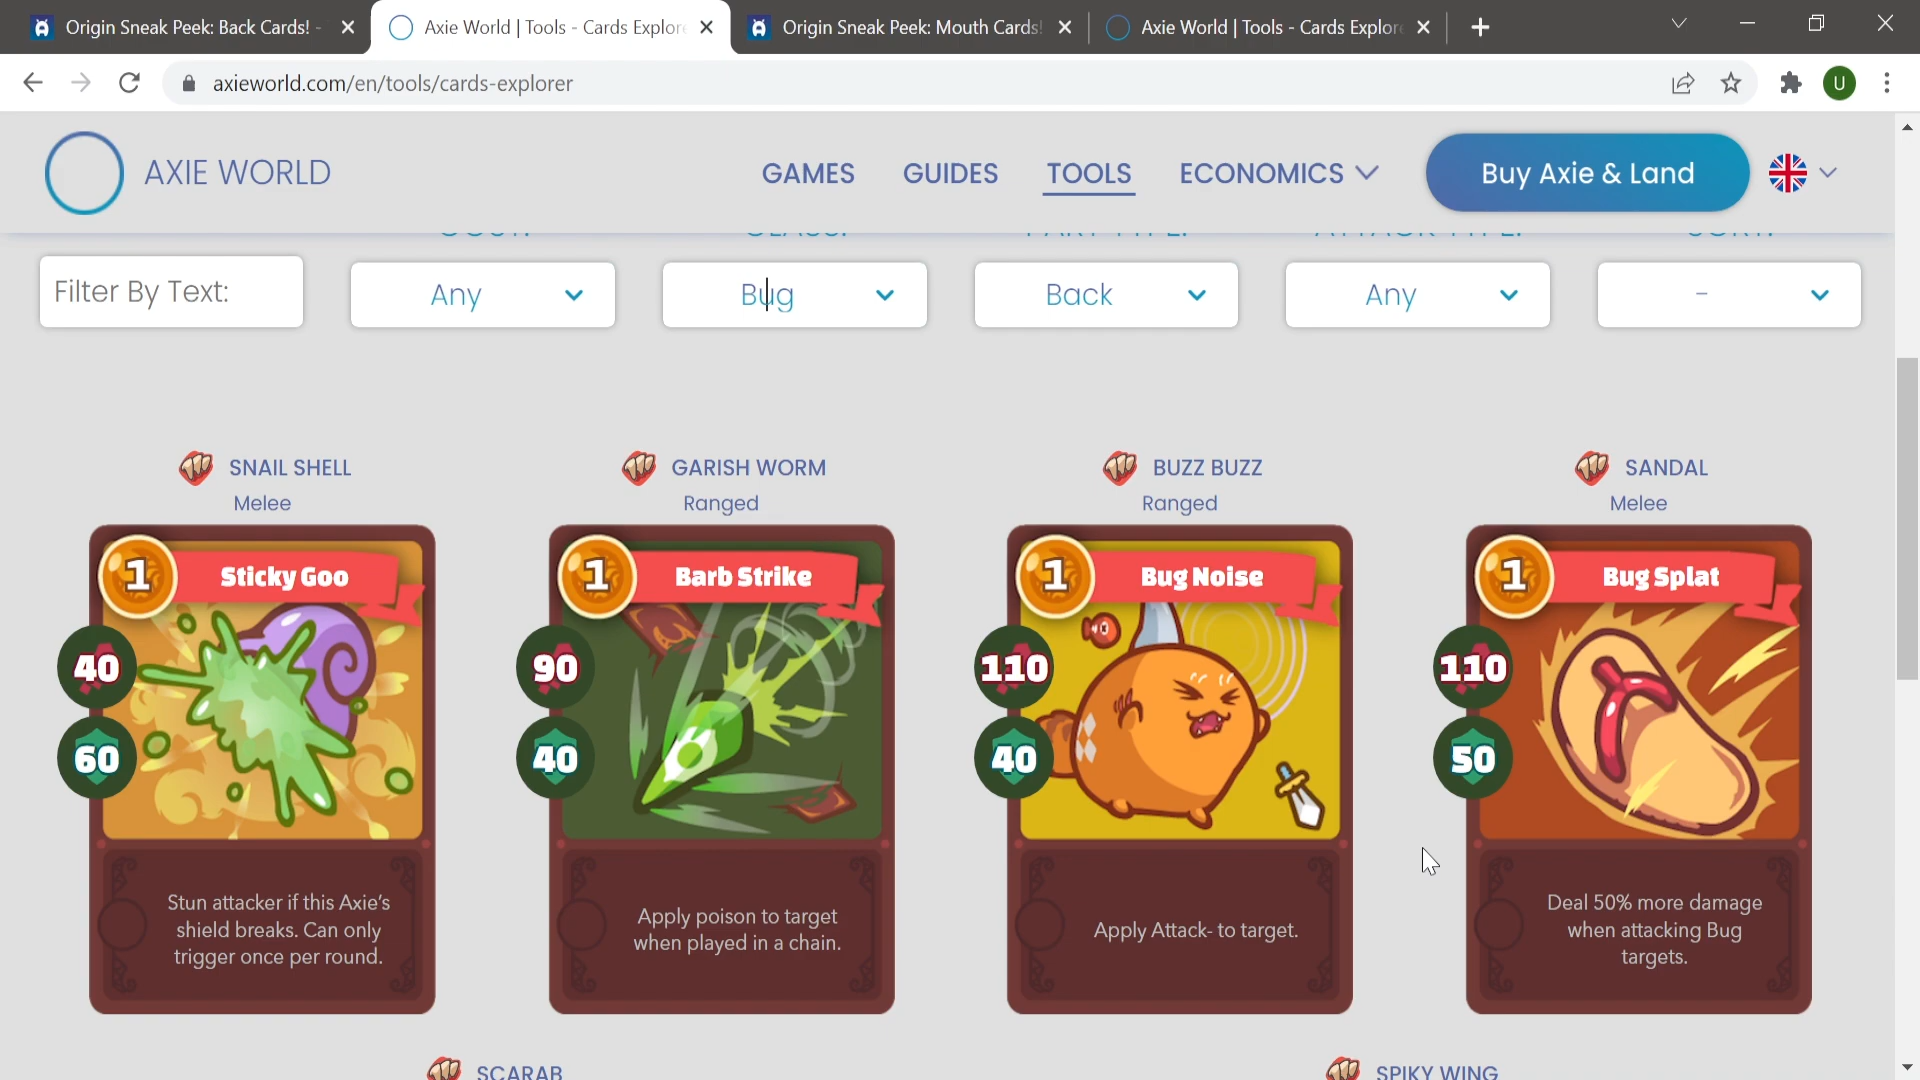 Origin Sneak Peek: Back Cards! -
Axie World | Tools - Cards Explore
Origin Sneak Peek: Mouth Cards!
Axie World | Tools - Cards Explore
axieworld.com/en/tools/cards-explorer
U
AXIE WORLD
GAMES
GUIDES
TOOLS
ECONOMICS
Buy Axie & Land
Filter By Text:
Any
Bug
Back
Any
-
SNAIL SHELL
Melee
GARISH WORM
Ranged
BUZZ BUZZ
Ranged
SANDAL
Melee
1
Sticky Goo
40
60
Stun attacker if this Axie's
shield breaks. Can only
trigger once per round.
1
Barb Strike
90
40
Apply poison to target
when played in a chain.
1
Bug Noise
110
40
Apply Attack- to target.
1
Bug Splat
110
50
Deal 50% more damage
when attacking Bug
targets.
SCARAB
SPIKY WING